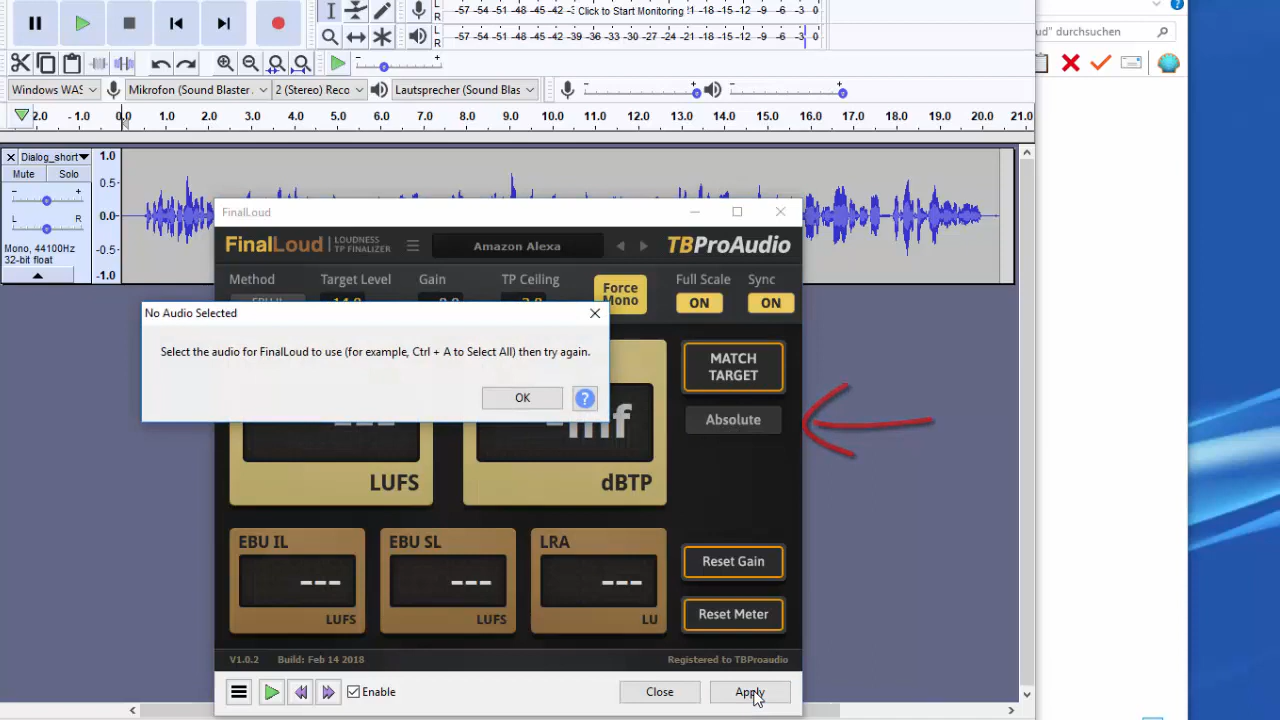 -57 -54 -51 -48 -45 -42 -3 Click to Start Monitoring !1 -12 -9 -6 -3 0
L
R
ud" durchsuchen
-57 -54 -51 -48 -45 -42 -39 -36 -33 -30 -27 -24 -21 -18 -15 -12 -9 -6 -3 0
L
R
Windows WAS
Mikrofon (Sound Blaster
2 (Stereo) Reco
Lautsprecher (Sound Blas
2.0 - 1.0 0.0 1.0 2.0 3.0 4.0 5.0 6.0 7.0 8.0 9.0 10.0 11.0 12.0 13.0 14.0 15.0 16.0 17.0 18.0 19.0 20.0 21.0
Dialog_short
Mute Solo
- +
L R
Mono, 44100Hz
32-bit float
1.0
0.5-
0.0-
-0.5-
-1.0
FinalLoud
FinalLoud | LOUDNESS TP FINALIZER
Amazon Alexa
TBProAudio
Method Target Level Gain TP Ceiling Force Mono Full Scale Sync
ON ON
No Audio Selected
Select the audio for FinalLoud to use (for example, Ctrl + A to Select All) then try again.
OK
?
MATCH
TARGET
Absolute
--- -Inf
LUFS dBTP
EBU IL EBU SL LRA
--- --- ---
LUFS LUFS LU
Reset Gain
Reset Meter
V1.0.2 Build: Feb 14 2018 Registered to TBProaudio
Enable Close Apply